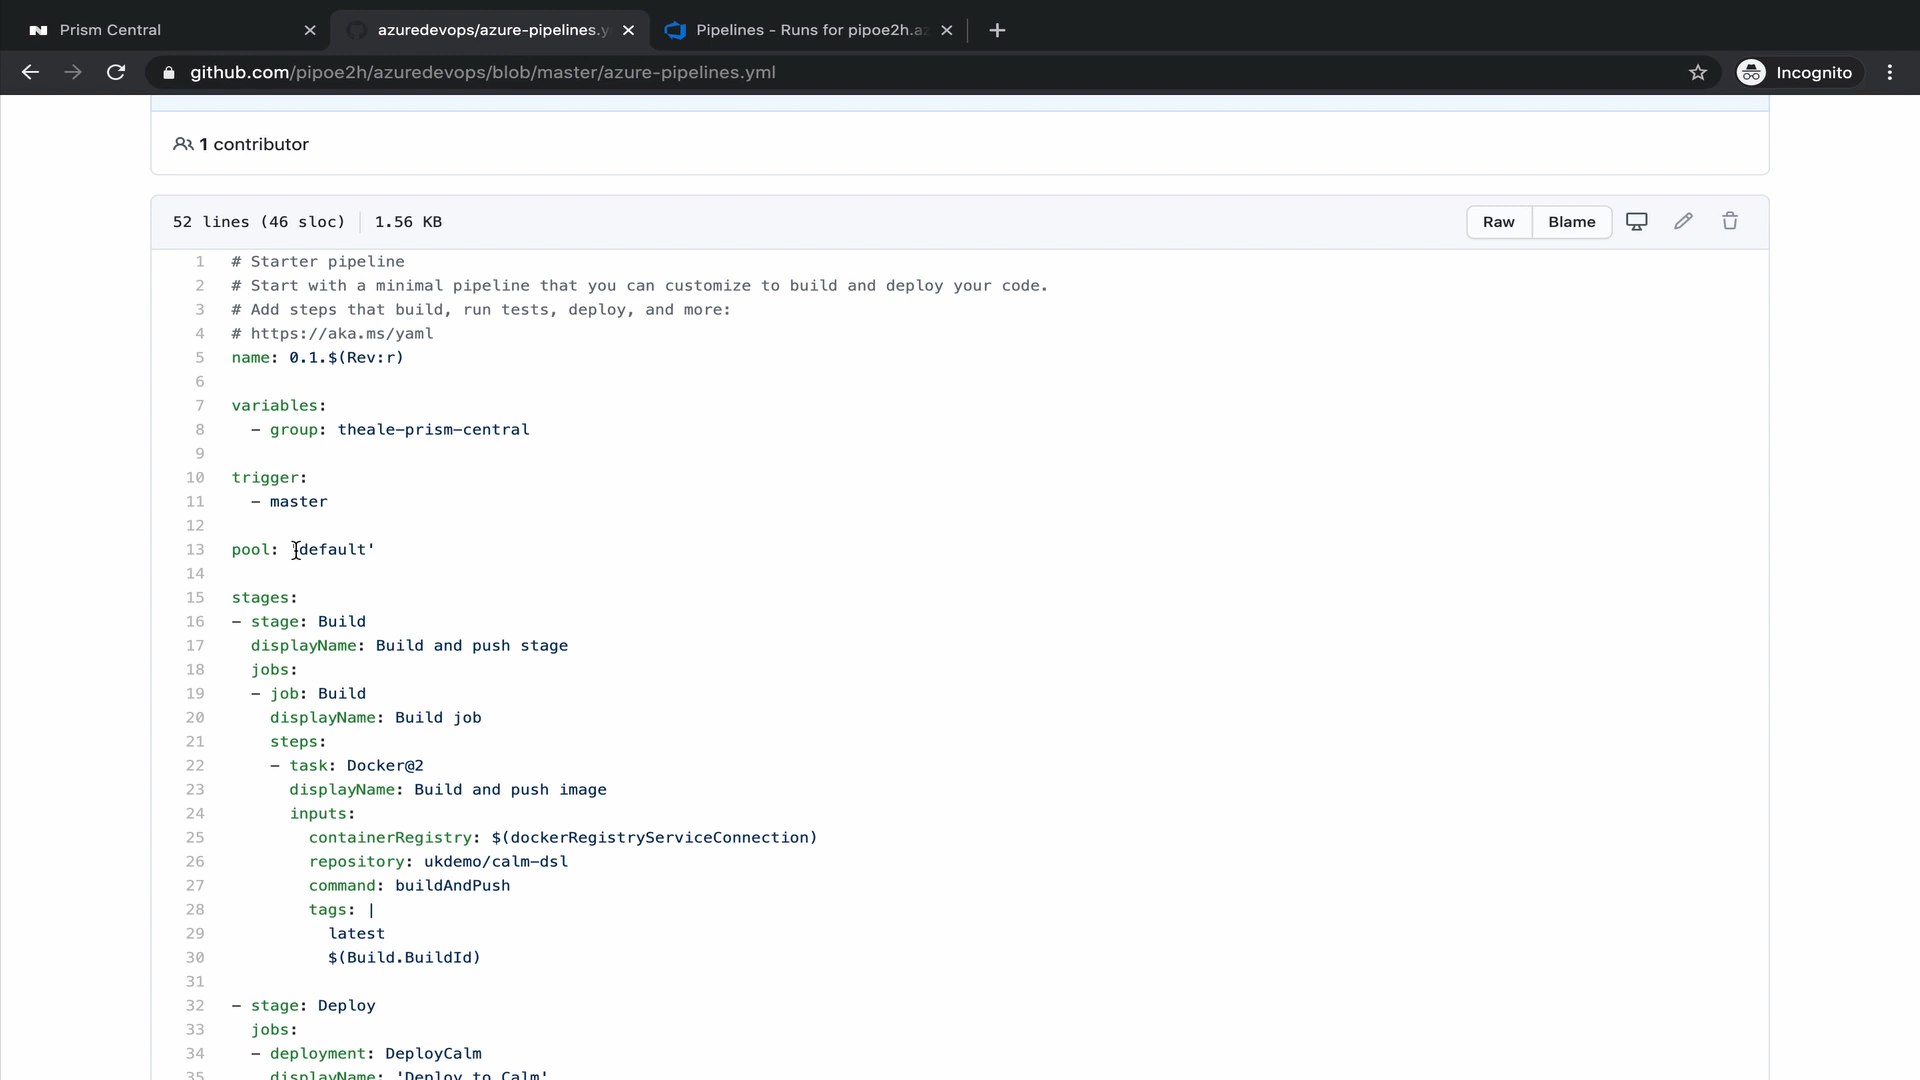 Prism Central
azuredevops/azure-pipelines.y
Pipelines - Runs for pipoe2h.az
github.com/pipoe2h/azuredevops/blob/master/azure-pipelines.yml
Incognito
1 contributor
52 lines (46 sloc) 1.56 KB
Raw Blame
1 # Starter pipeline
2 # Start with a minimal pipeline that you can customize to build and deploy your code.
3 # Add steps that build, run tests, deploy, and more:
4 # https://aka.ms/yaml
5 name: 0.1.$(Rev:r)
6
7 variables:
8 - group: theale-prism-central
9
10 trigger:
11 - master
12
13 pool: 'default'
14
15 stages:
16 - stage: Build
17 displayName: Build and push stage
18 jobs:
19 - job: Build
20 displayName: Build job
21 steps:
22 - task: Docker@2
23 displayName: Build and push image
24 inputs:
25 containerRegistry: $(dockerRegistryServiceConnection)
26 repository: ukdemo/calm-dsl
27 command: buildAndPush
28 tags: |
29 latest
30 $(Build.BuildId)
31
32 - stage: Deploy
33 jobs:
34 - deployment: DeployCalm
35 displayName: 'Deploy to Calm'